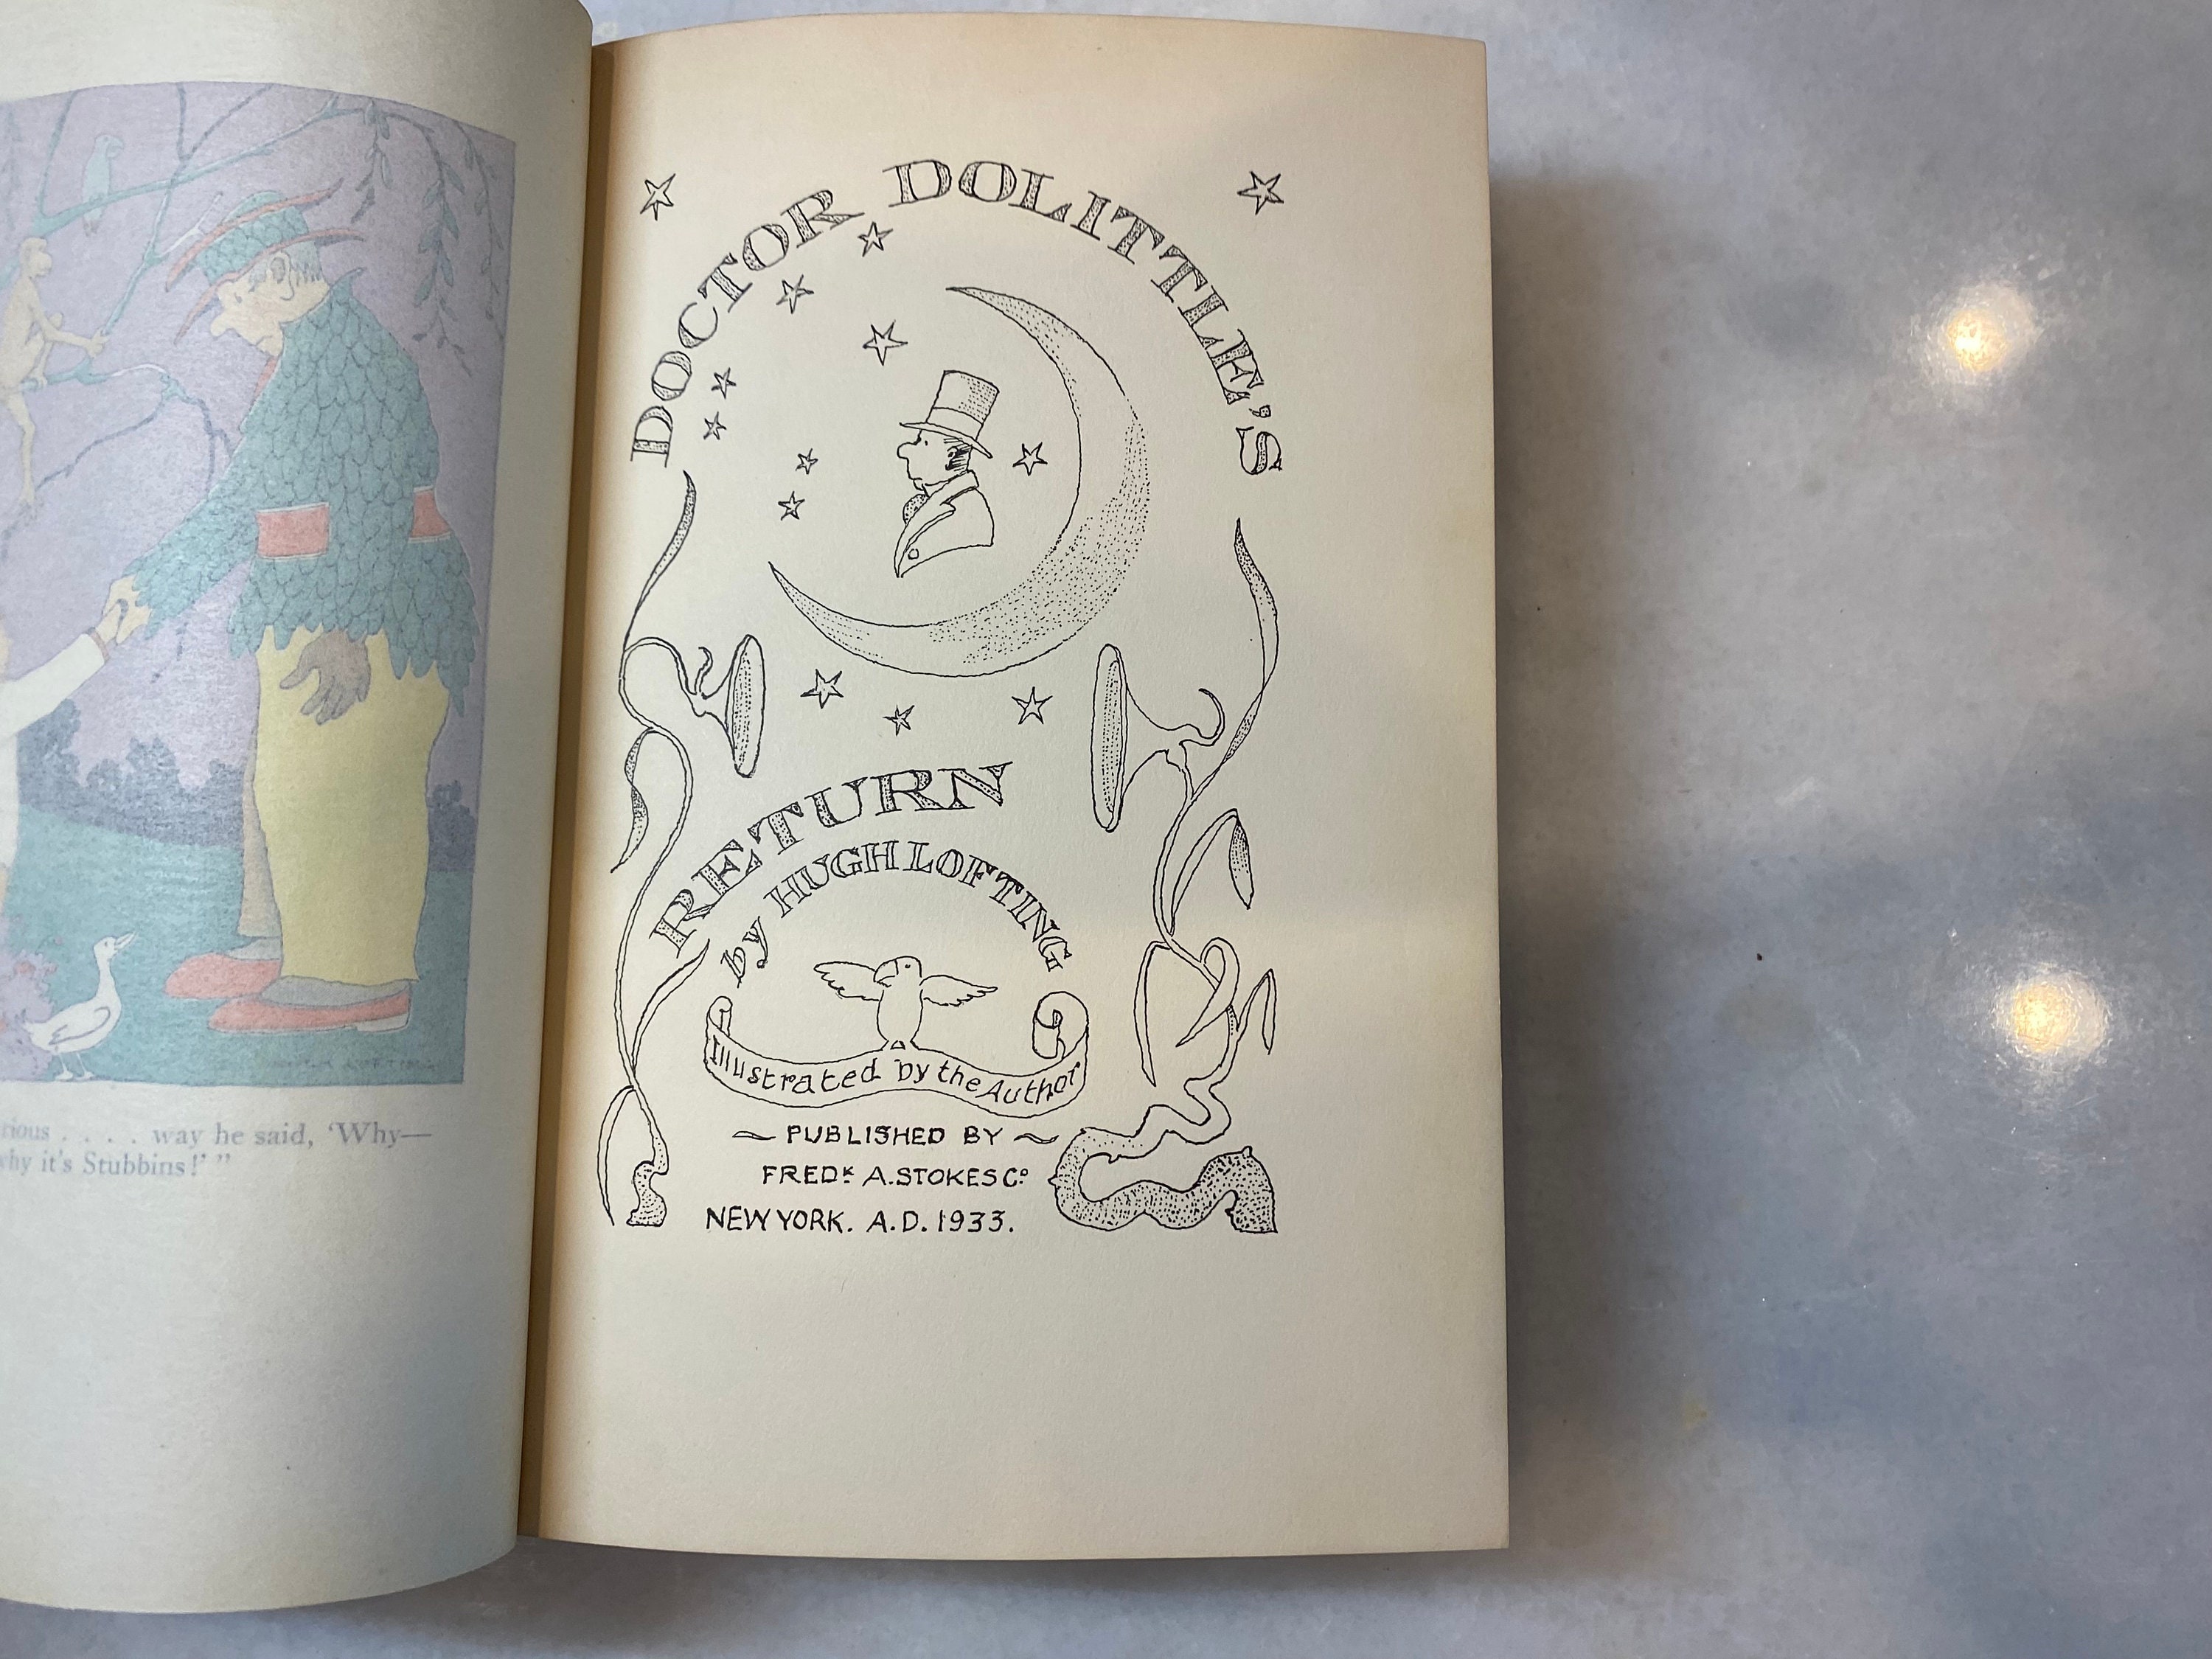 rious . . . . way he said, 'Why—
why it's Stubbins!' "
DOCTOR DOLITTLE'S
RETURN
by HUGH LOFTING
Illustrated by the Author
~ PUBLISHED BY ~
FREDK. A. STOKES Co.
NEW YORK. A.D. 1933.